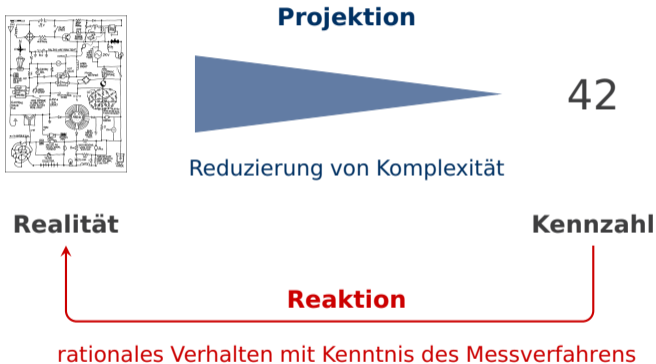 Projektion
42
Reduzierung von Komplexität
Realität
Kennzahl
Reaktion
rationales Verhalten mit Kenntnis des Messverfahrens